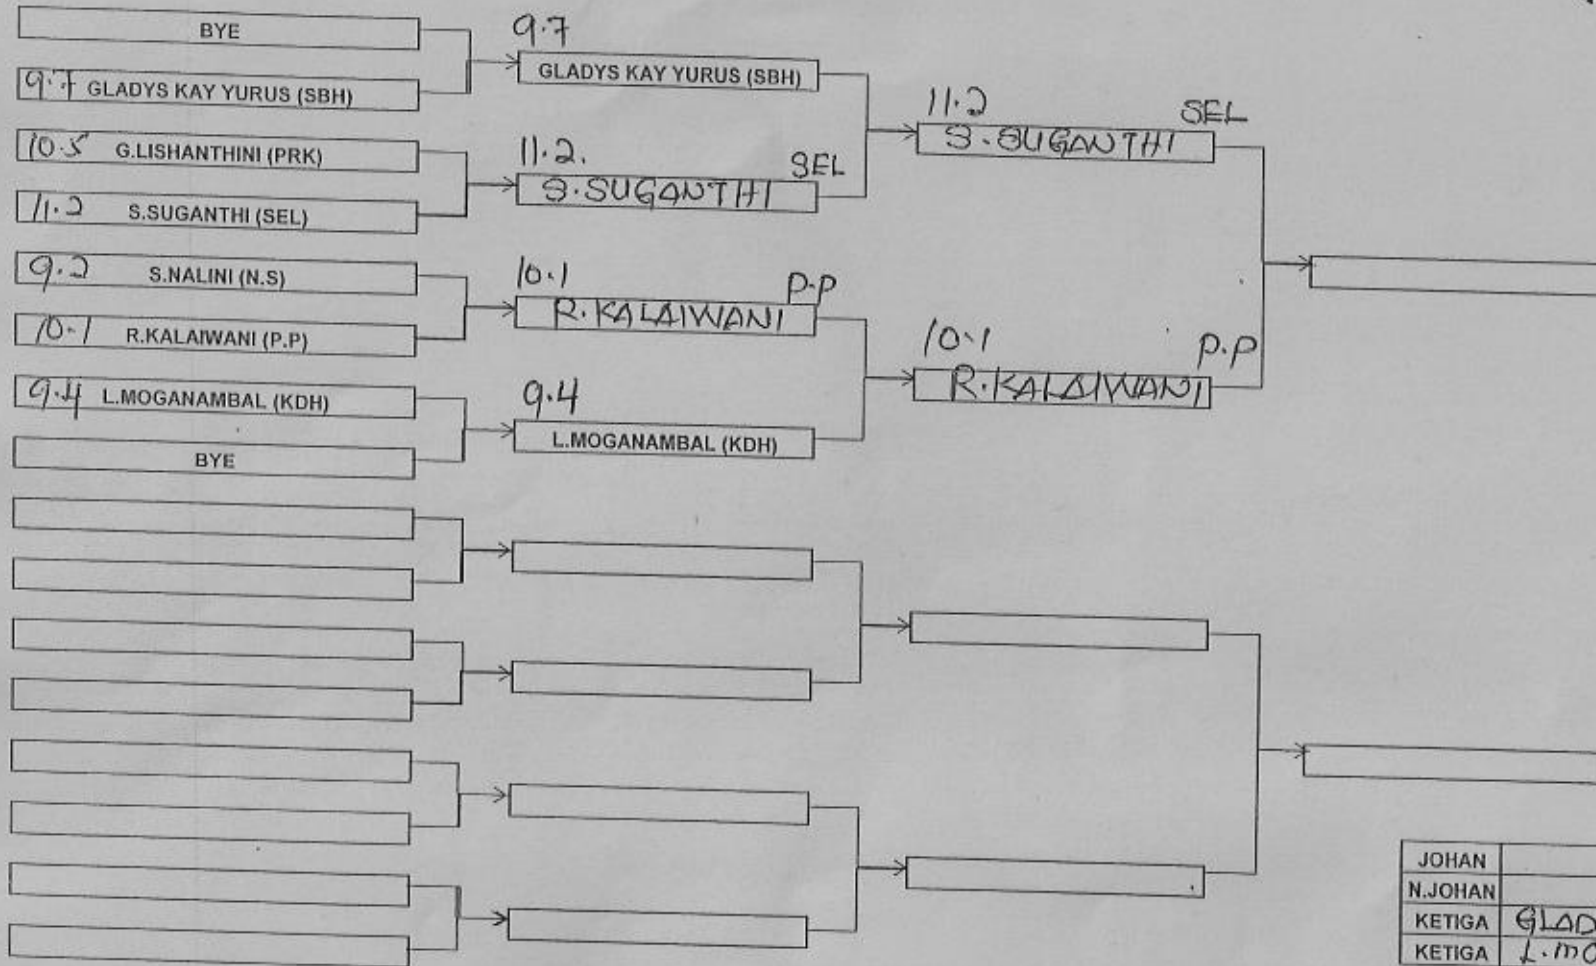 BYE
9.7 GLADYS KAY YURUS (SBH)
10.5 G.LISHANTHINI (PRK)
11.2 S.SUGANTHI (SEL)
9.2 S.NALINI (N.S)
10.1 R.KALAIWANI (P.P)
9.4 L.MOGANAMBAL (KDH)
BYE
9.7
GLADYS KAY YURUS (SBH)
11.2. SEL
S.SUGANTHI
10.1 P.P
R.KALAIWANI
9.4
L.MOGANAMBAL (KDH)
11.2 SEL
S.SUGANTHI
10.1 P.P
R.KALAIWANI
JOHAN
N.JOHAN
KETIGA GLAD
KETIGA L.MO